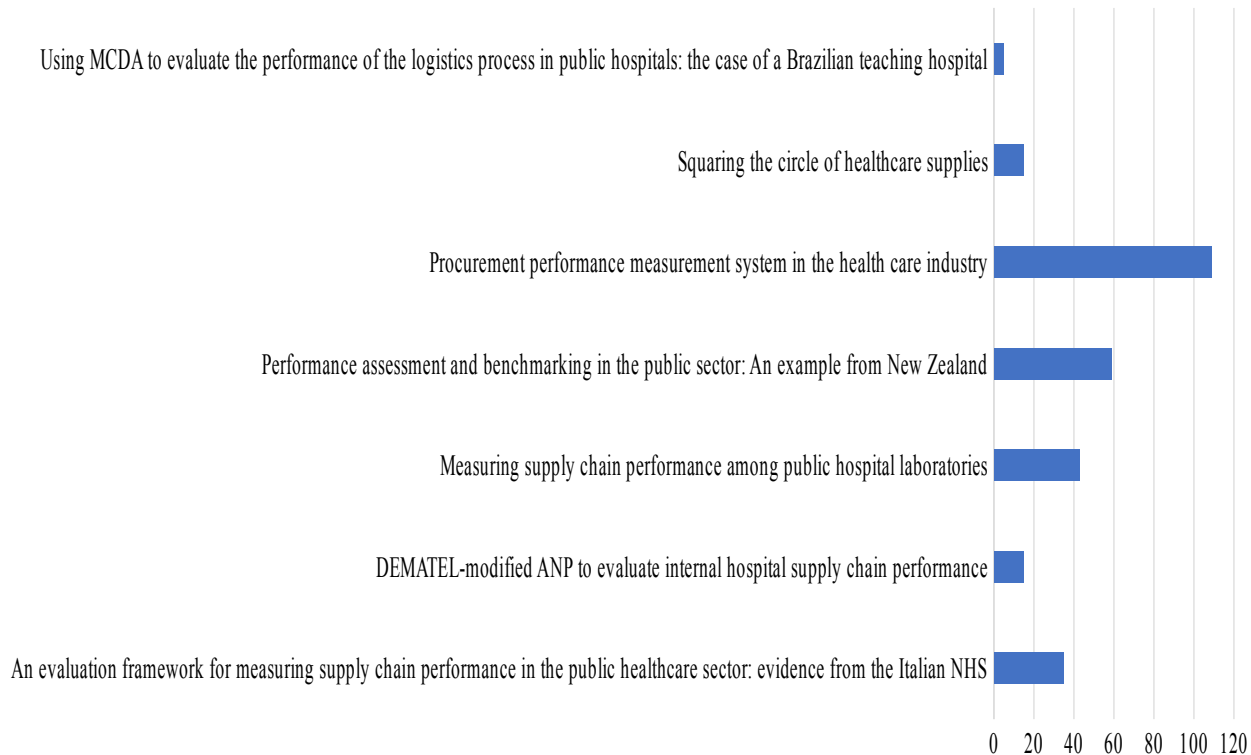 Using MCDA to evaluate the performance of the logistics process in public hospitals: the case of a Brazilian teaching hospital
Squaring the circle of healthcare supplies
Procurement performance measurement system in the health care industry
Performance assessment and benchmarking in the public sector: An example from New Zealand
Measuring supply chain performance among public hospital laboratories
DEMATEL-modified ANP to evaluate internal hospital supply chain performance
An evaluation framework for measuring supply chain performance in the public healthcare sector: evidence from the Italian NHS
0 20 40 60 80 100 120